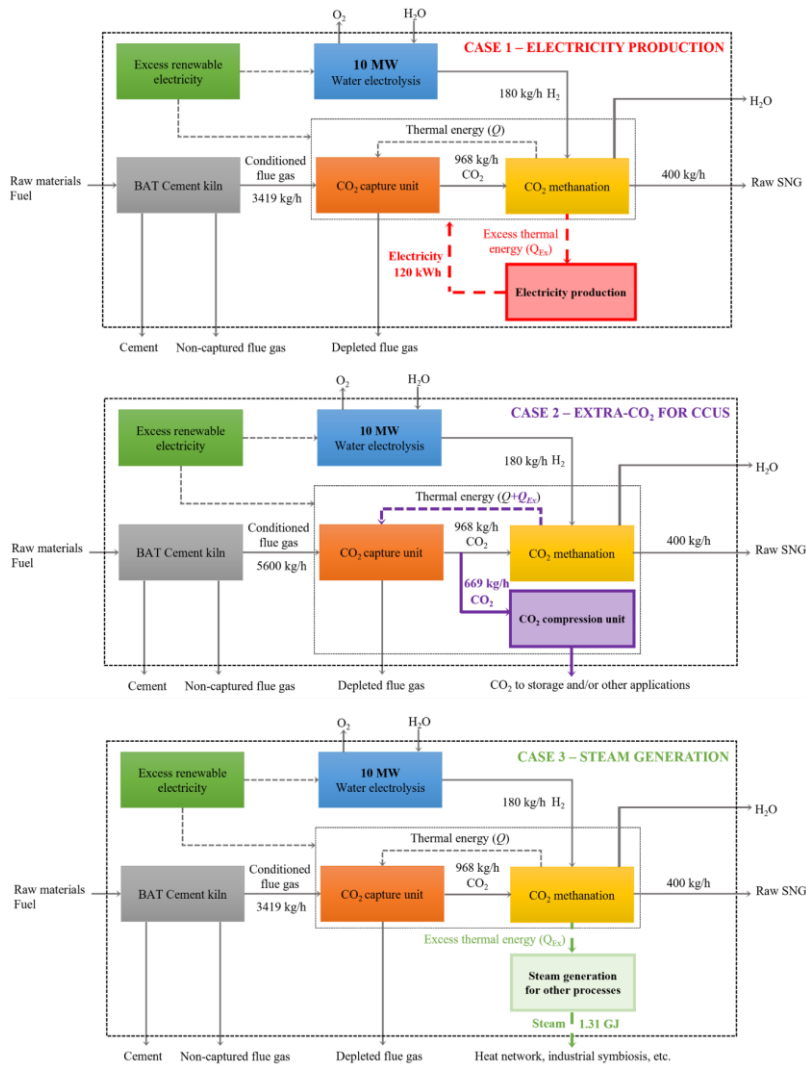 O2
H2O
CASE 1 – ELECTRICITY PRODUCTION
Excess renewable
electricity
10 MW
Water electrolysis
180 kg/h H2
H2O
Thermal energy (Q)
Raw materials
Fuel
BAT Cement kiln
Conditioned
flue gas
3419 kg/h
CO2 capture unit
968 kg/h
CO2
CO2 methanation
400 kg/h
Raw SNG
Electricity
120 kWh
Excess thermal
energy (QEx)
Electricity production
Cement
Non-captured flue gas
Depleted flue gas
O2
H2O
CASE 2 – EXTRA-CO2 FOR CCUS
Excess renewable
electricity
10 MW
Water electrolysis
180 kg/h H2
H2O
Thermal energy (Q+QEx)
Raw materials
Fuel
BAT Cement kiln
Conditioned
flue gas
5600 kg/h
CO2 capture unit
968 kg/h
CO2
CO2 methanation
400 kg/h
Raw SNG
669 kg/h
CO2
CO2 compression unit
Cement
Non-captured flue gas
Depleted flue gas
CO2 to storage and/or other applications
O2
H2O
CASE 3 – STEAM GENERATION
Excess renewable
electricity
10 MW
Water electrolysis
180 kg/h H2
H2O
Thermal energy (Q)
Raw materials
Fuel
BAT Cement kiln
Conditioned
flue gas
3419 kg/h
CO2 capture unit
968 kg/h
CO2
CO2 methanation
400 kg/h
Raw SNG
Excess thermal energy (QEx)
Steam generation
for other processes
Steam 1.31 GJ
Cement
Non-captured flue gas
Depleted flue gas
Heat network, industrial symbiosis, etc.